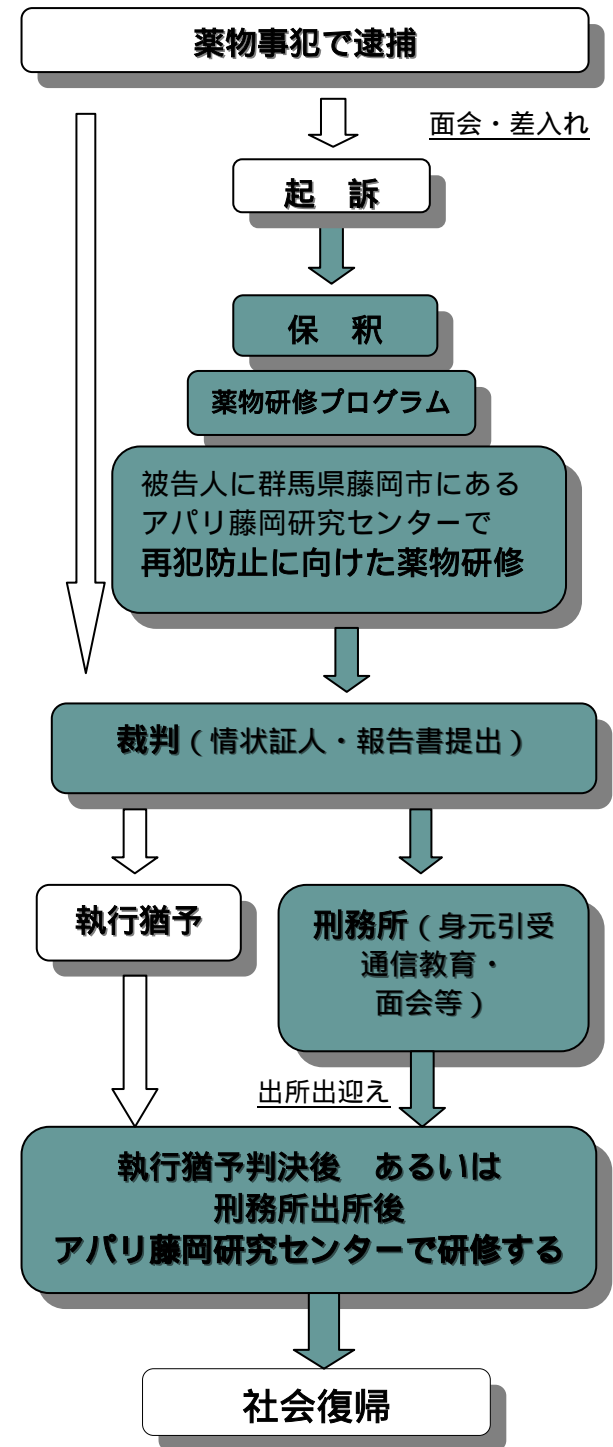 薬物事犯で逮捕
面会・差入れ
起　訴
保　釈
薬物研修プログラム
被告人に群馬県藤岡市にある
アパリ藤岡研究センターで
再犯防止に向けた薬物研修
裁判（情状証人・報告書提出）
執行猶予
刑務所（身元引受
通信教育・
面会等）
出所出迎え
執行猶予判決後　あるいは
刑務所出所後
アパリ藤岡研究センターで研修する
社会復帰